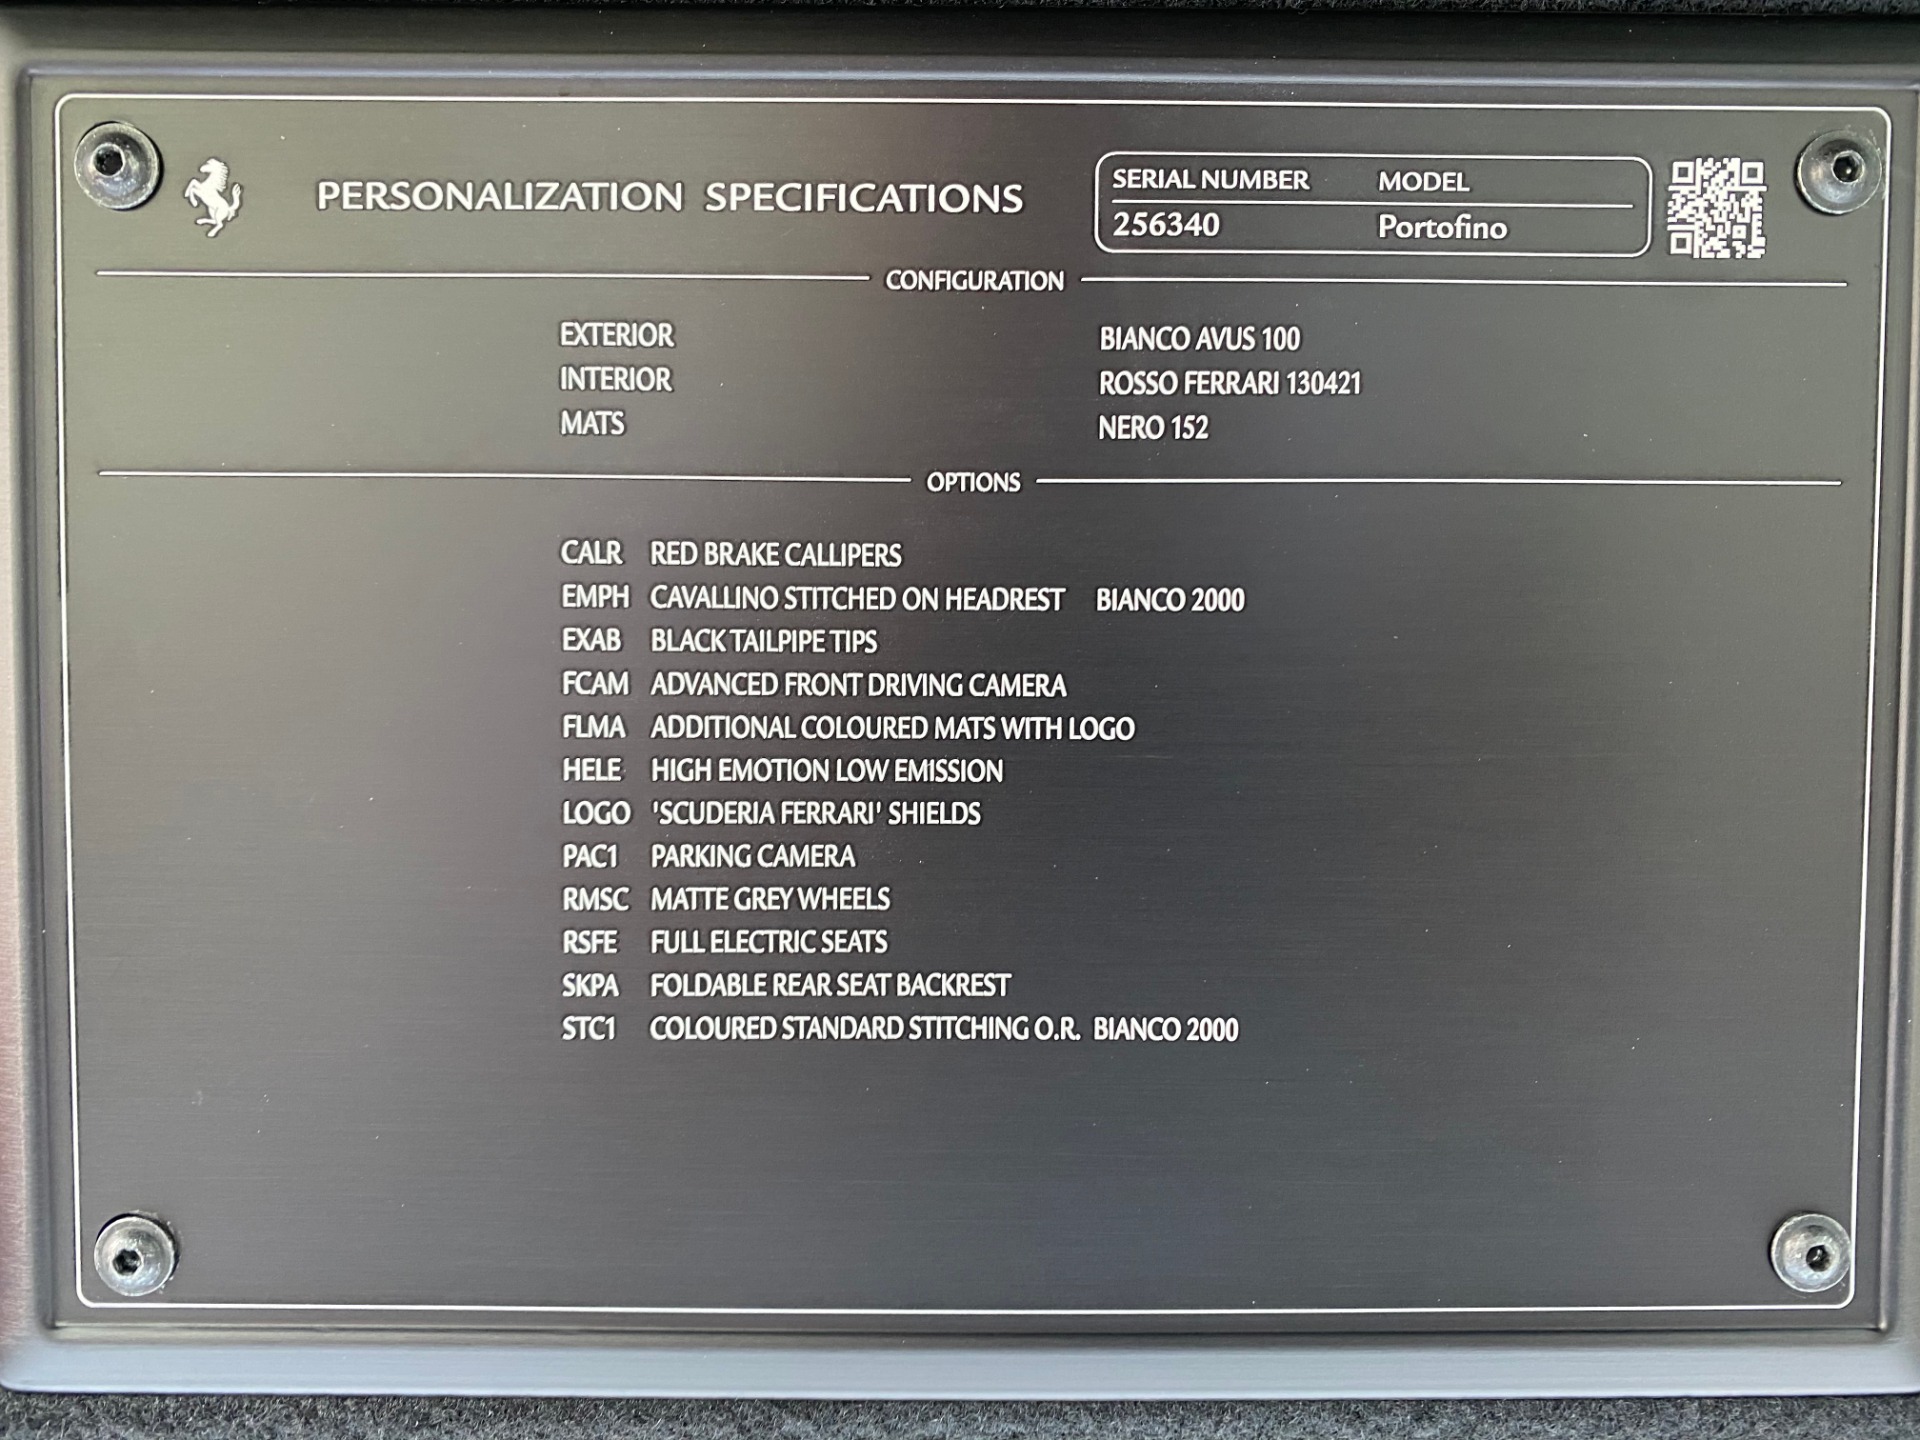 PERSONALIZATION SPECIFICATIONS
SERIAL NUMBER MODEL
256340 Portofino
CONFIGURATION
EXTERIOR BIANCO AVUS 100
INTERIOR ROSSO FERRARI 130421
MATS NERO 152
OPTIONS
CALR RED BRAKE CALLIPERS
EMPH CAVALLINO STITCHED ON HEADREST BIANCO 2000
EXAB BLACK TAILPIPE TIPS
FCAM ADVANCED FRONT DRIVING CAMERA
FLMA ADDITIONAL COLOURED MATS WITH LOGO
HELE HIGH EMOTION LOW EMISSION
LOGO 'SCUDERIA FERRARI' SHIELDS
PAC1 PARKING CAMERA
RMSC MATTE GREY WHEELS
RSFE FULL ELECTRIC SEATS
SKPA FOLDABLE REAR SEAT BACKREST
STC1 COLOURED STANDARD STITCHING O.R. BIANCO 2000